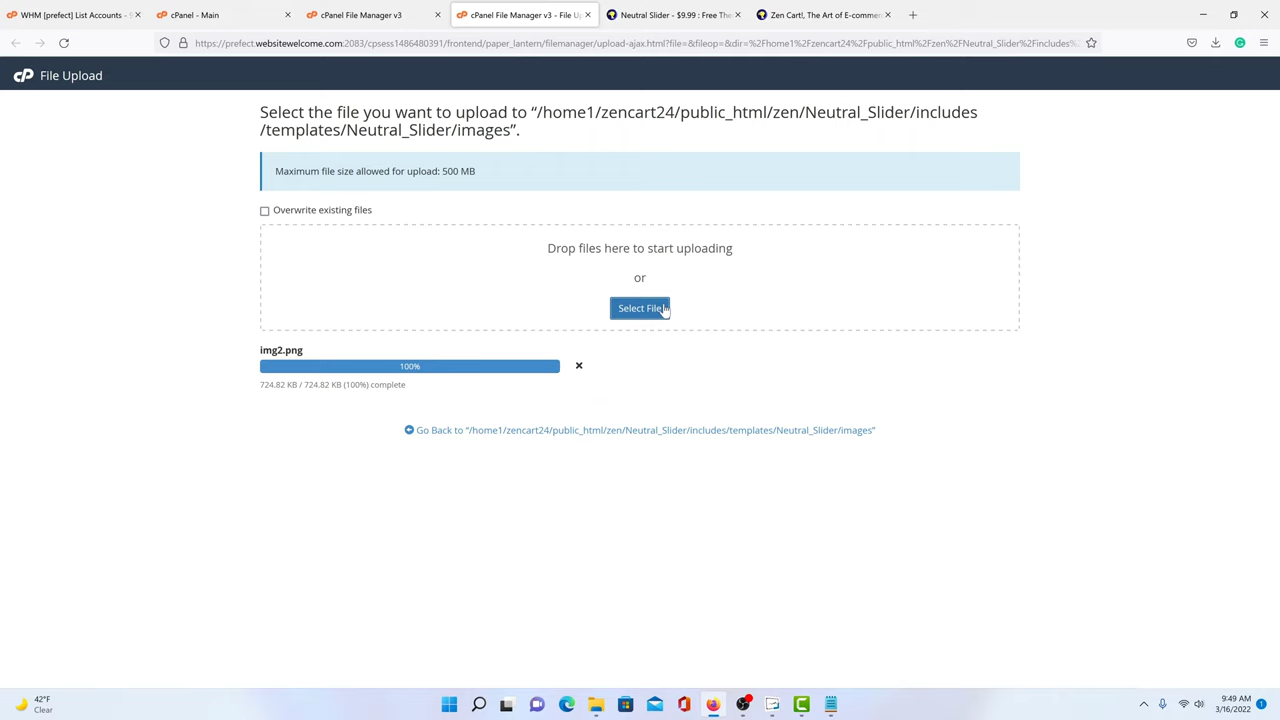 WHM [prefect] List Accounts - S
cPanel - Main
cPanel File Manager v3
cPanel File Manager v3 - File U
Neutral Slider - $9.99 : Free The
Zen Cart!, The Art of E-commer
https://prefect.websitewelcome.com:2083/cpsess1486480391/frontend/paper_lantern/filemanager/upload-ajax.html?file=&fileop=&dir=%2Fhome1%2Fzencart24%2Fpublic_html%2Fzen%2FNeutral_Slider%2Fincludes%
cP File Upload
Select the file you want to upload to “/home1/zencart24/public_html/zen/Neutral_Slider/includes
/templates/Neutral_Slider/images”.
Maximum file size allowed for upload: 500 MB
Overwrite existing files
Drop files here to start uploading
or
Select File
img2.png
100%
724.82 KB / 724.82 KB (100%) complete
Go Back to “/home1/zencart24/public_html/zen/Neutral_Slider/includes/templates/Neutral_Slider/images”
42°F
Clear
9:49 AM
3/16/2022